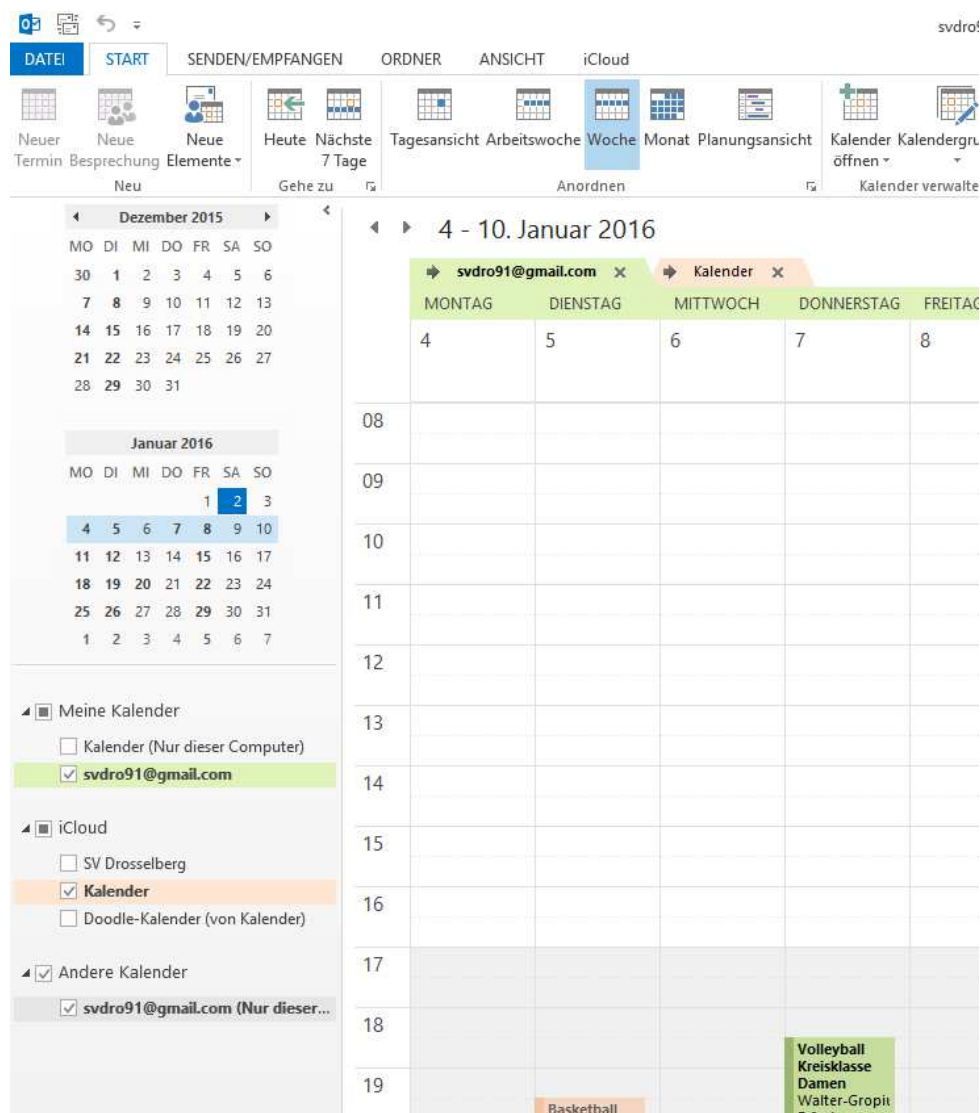 svdro9
DATEI START SENDEN/EMPFANGEN ORDNER ANSICHT iCloud
Neuer Termin
Neue Besprechung
Neue Elemente
Heute
Nächste 7 Tage
Tagesansicht Arbeitswoche Woche Monat Planungsansicht
Kalender öffnen
Kalendergru
Neu Gehe zu Anordnen Kalender verwalte
Dezember 2015
MO DI MI DO FR SA SO
30 1 2 3 4 5 6
7 8 9 10 11 12 13
14 15 16 17 18 19 20
21 22 23 24 25 26 27
28 29 30 31
Januar 2016
MO DI MI DO FR SA SO
1 2 3
4 5 6 7 8 9 10
11 12 13 14 15 16 17
18 19 20 21 22 23 24
25 26 27 28 29 30 31
1 2 3 4 5 6 7
Meine Kalender
Kalender (Nur dieser Computer)
svdro91@gmail.com
iCloud
SV Drosselberg
Kalender
Doodle-Kalender (von Kalender)
Andere Kalender
svdro91@gmail.com (Nur dieser...
4 - 10. Januar 2016
svdro91@gmail.com Kalender
MONTAG DIENSTAG MITTWOCH DONNERSTAG FREITAG
4 5 6 7 8
08
09
10
11
12
13
14
15
16
17
18
19
Volleyball
Kreisklasse
Damen
Walter-Gropiu
Basketball